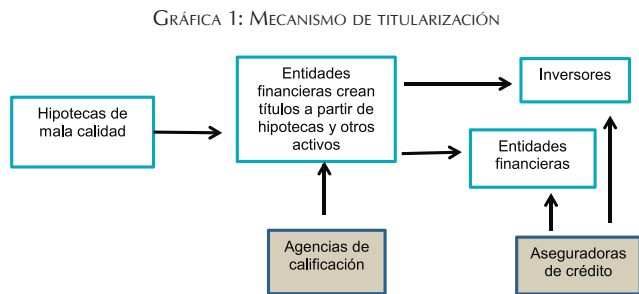 GRÁFICA 1: MECANISMO DE TITULARIZACIÓN
Hipotecas de
mala calidad
Entidades
financieras crean
títulos a partir de
hipotecas y otros
activos
Inversores
Entidades
financieras
Agencias de
calificación
Aseguradoras
de crédito